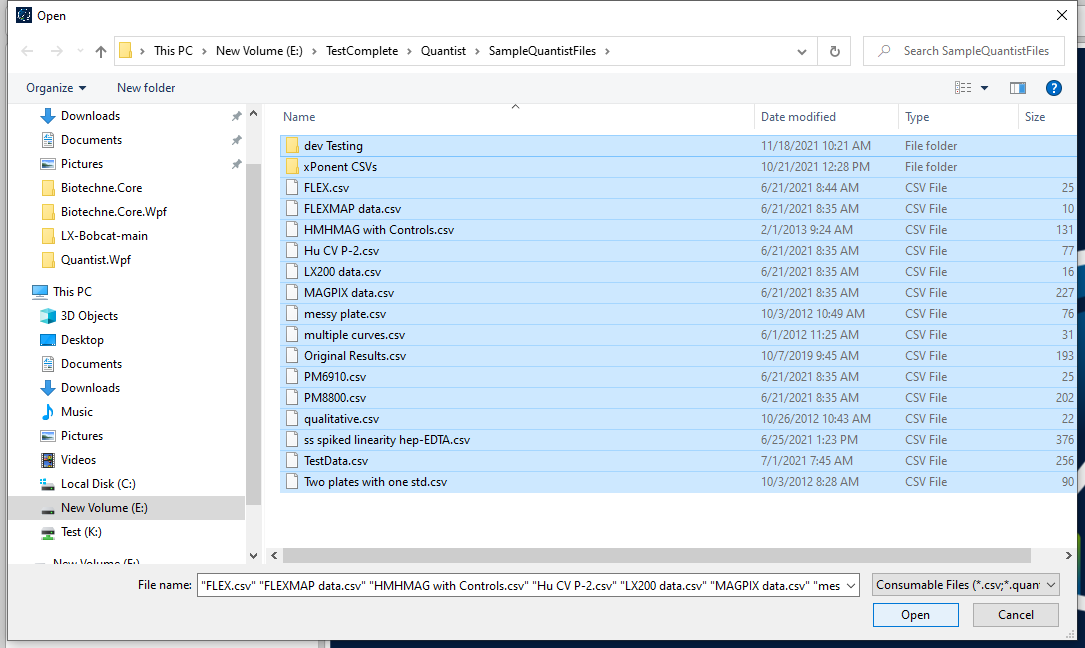 Open
This PC > New Volume (E:) > TestComplete > Quantist > SampleQuantistFiles >
Search SampleQuantistFiles
Organize
New folder
Downloads
Documents
Pictures
Biotechne.Core
Biotechne.Core.Wpf
LX-Bobcat-main
Quantist.Wpf
This PC
3D Objects
Desktop
Documents
Downloads
Music
Pictures
Videos
Local Disk (C:)
New Volume (E:)
Test (K:)
New Volume (E:)
Name Date modified Type Size
dev Testing 11/18/2021 10:21 AM File folder
xPonent CSVs 10/21/2021 12:28 PM File folder
FLEX.csv 6/21/2021 8:44 AM CSV File 25
FLEXMAP data.csv 6/21/2021 8:35 AM CSV File 10
HMHMAG with Controls.csv 2/1/2013 9:24 AM CSV File 131
Hu CV P-2.csv 6/21/2021 8:35 AM CSV File 77
LX200 data.csv 6/21/2021 8:35 AM CSV File 16
MAGPIX data.csv 6/21/2021 8:35 AM CSV File 227
messy plate.csv 10/3/2012 10:49 AM CSV File 76
multiple curves.csv 6/1/2012 11:25 AM CSV File 31
Original Results.csv 10/7/2019 9:45 AM CSV File 193
PM6910.csv 6/21/2021 8:35 AM CSV File 25
PM8800.csv 6/21/2021 8:35 AM CSV File 202
qualitative.csv 10/26/2012 10:43 AM CSV File 22
ss spiked linearity hep-EDTA.csv 6/25/2021 1:23 PM CSV File 376
TestData.csv 7/1/2021 7:45 AM CSV File 256
Two plates with one std.csv 10/3/2012 8:28 AM CSV File 90
File name: "FLEX.csv" "FLEXMAP data.csv" "HMHMAG with Controls.csv" "Hu CV P-2.csv" "LX200 data.csv" "MAGPIX data.csv" "mes
Consumable Files (*.csv;*.quan
Open
Cancel